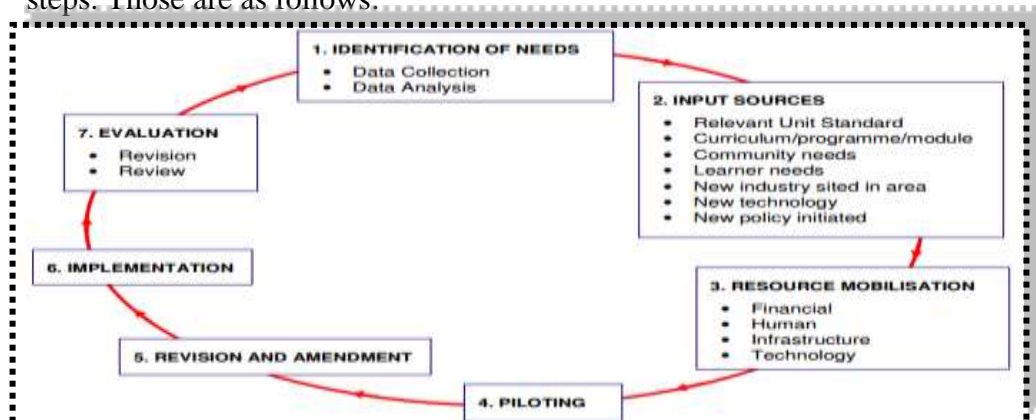 steps. Those are as follows:
1. IDENTIFICATION OF NEEDS
• Data Collection
• Data Analysis
2. INPUT SOURCES
• Relevant Unit Standard
• Curriculum/programme/module
• Community needs
• Learner needs
• New industry sited in area
• New technology
• New policy initiated
3. RESOURCE MOBILISATION
• Financial
• Human
• Infrastructure
• Technology
4. PILOTING
5. REVISION AND AMENDMENT
6. IMPLEMENTATION
7. EVALUATION
• Revision
• Review